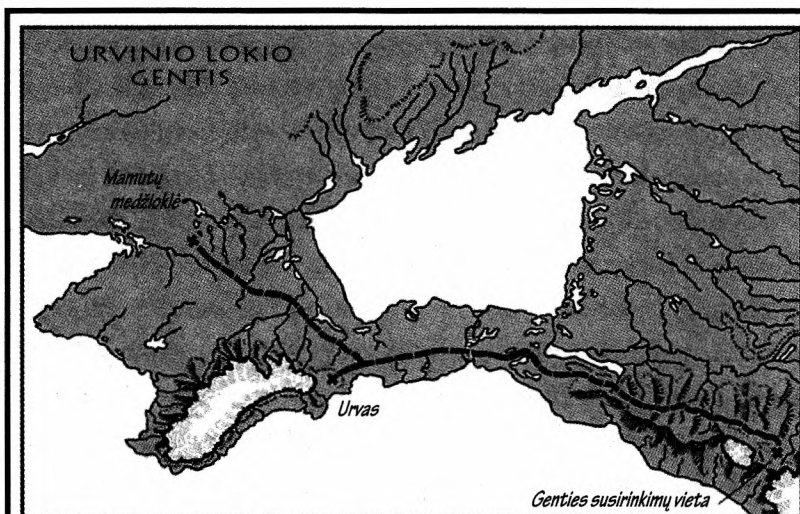 URVINIO LOKIO
GENTIS
Mamutų
medžioklė
Urvas
Genties susirinkimų vieta